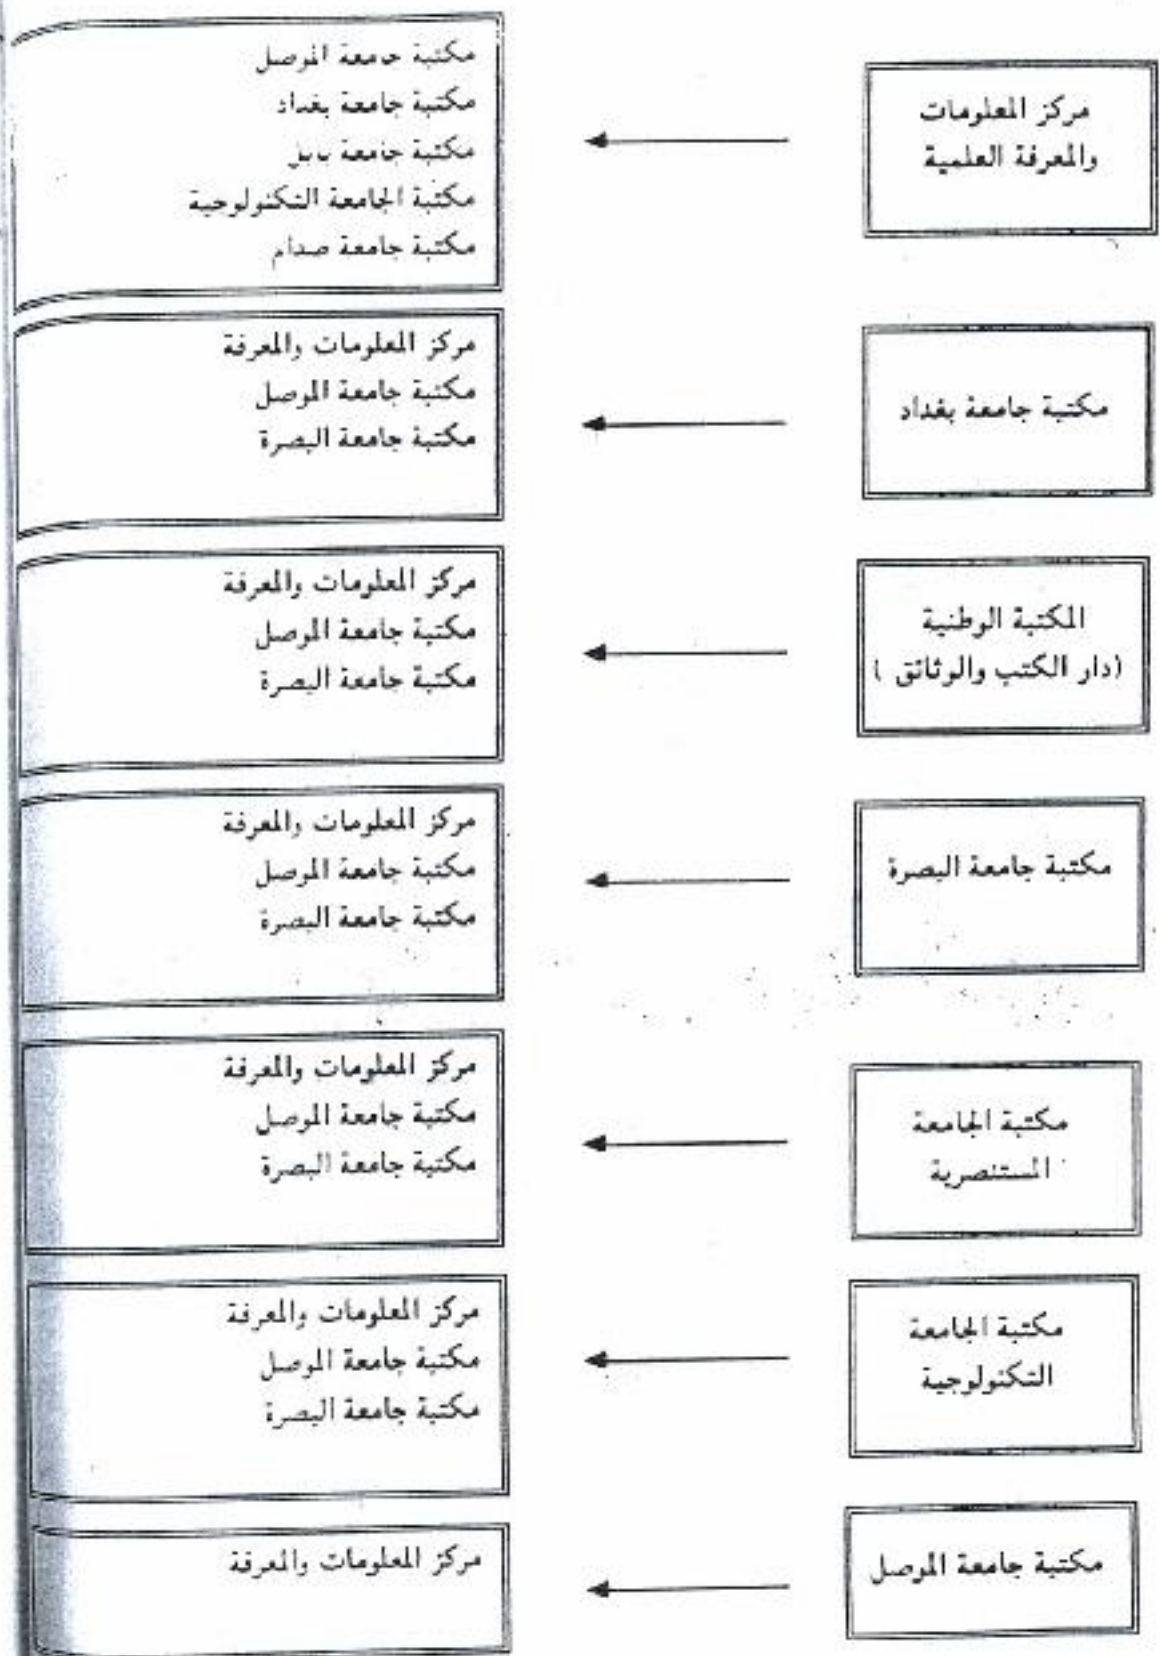 مركز المعلومات
والمعرفة العلمية
مكتبة جامعة الموصل
مكتبة جامعة بغداد
مكتبة جامعة بابل
مكتبة الجامعة التكنولوجية
مكتبة جامعة صدام
مكتبة جامعة بغداد
مركز المعلومات والمعرفة
مكتبة جامعة الموصل
مكتبة جامعة البصرة
المكتبة الوطنية
(دار الكتب والوثائق )
مركز المعلومات والمعرفة
مكتبة جامعة الموصل
مكتبة جامعة البصرة
مكتبة جامعة البصرة
مركز المعلومات والمعرفة
مكتبة جامعة الموصل
مكتبة جامعة البصرة
مكتبة الجامعة
المستنصرية
مركز المعلومات والمعرفة
مكتبة جامعة الموصل
مكتبة جامعة البصرة
مكتبة الجامعة
التكنولوجية
مركز المعلومات والمعرفة
مكتبة جامعة الموصل
مكتبة جامعة البصرة
مكتبة جامعة الموصل
مركز المعلومات والمعرفة